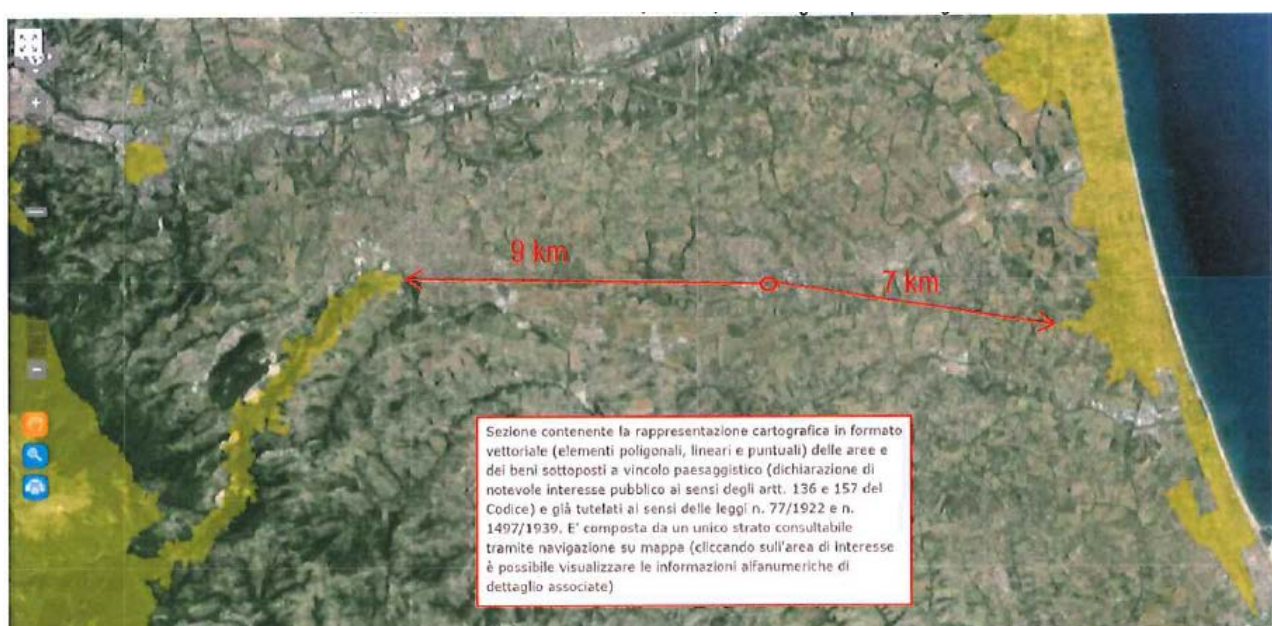 9 km
7 km
Sezione contenente la rappresentazione cartografica in formato
vettoriale (elementi poligonali, lineari e puntuali) delle aree e
dei beni sottoposti a vincolo paesaggistico (dichiarazione di
notevole interesse pubblico ai sensi degli artt. 136 e 157 del
Codice) e già tutelati ai sensi delle leggi n. 77/1922 e n.
1497/1939. E' composta da un unico strato consultabile
tramite navigazione su mappa (cliccando sull'area di interesse
è possibile visualizzare le informazioni alfanumeriche di
dettaglio associate)